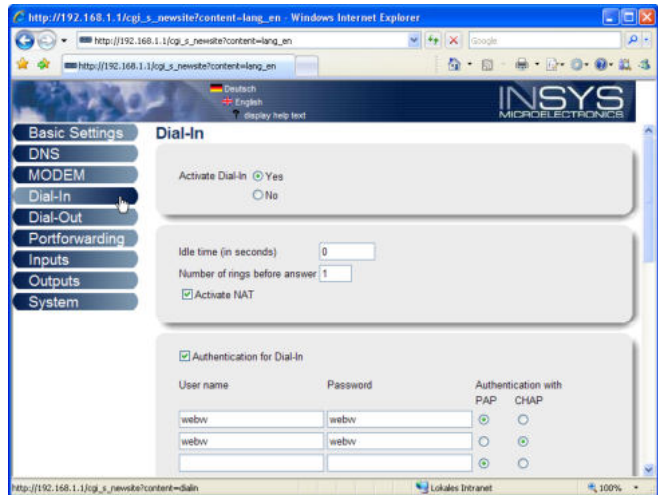 http://192.168.1.1/cgi_s_newsite?content=lang_en - Windows Internet Explorer
http://192.168.1.1/cgi_s_newsite?content=lang_en
Google
http://192.168.1.1/cgi_s_newsite?content=lang_en
Deutsch
English
? display help text
INSYS
MICROELECTRONICS
Basic Settings
DNS
MODEM
Dial-In
Dial-Out
Portforwarding
Inputs
Outputs
System
Dial-In
Activate Dial-In Yes
No
Idle time (in seconds) 0
Number of rings before answer 1
Activate NAT
Authentication for Dial-In
User name Password Authentication with
PAP CHAP
webvv webvv
webvv webvv
http://192.168.1.1/cgi_s_newsite?content=dialin Lokales Intranet 100%